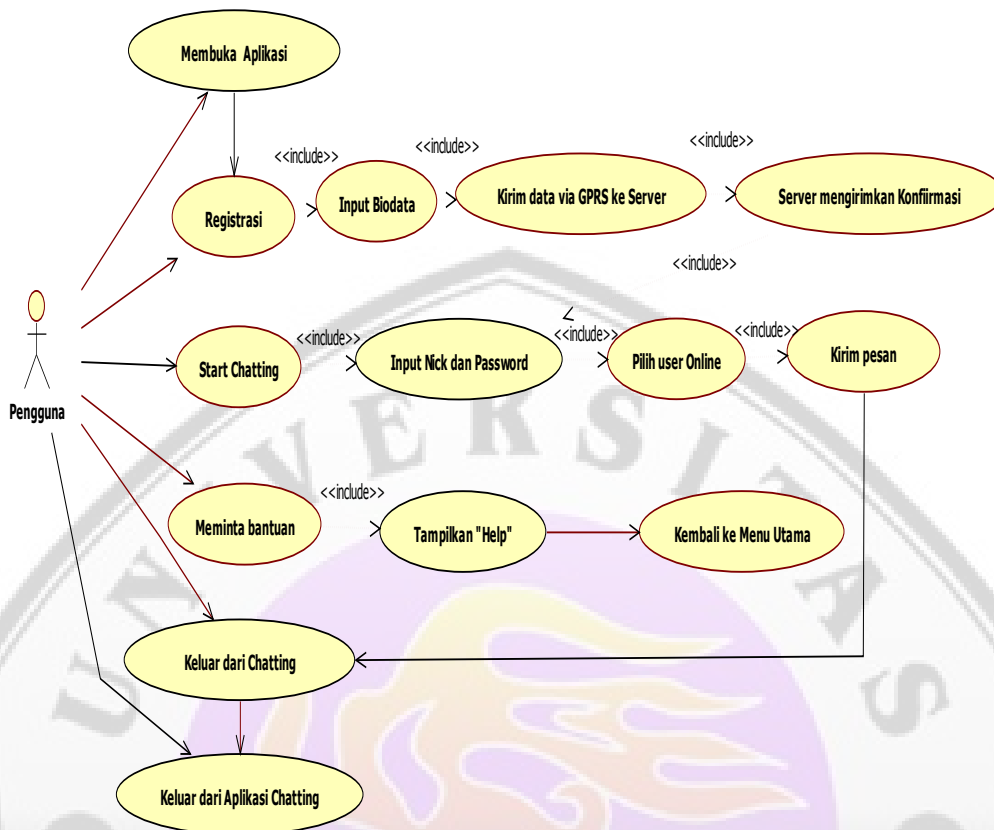 Membuka Aplikasi
<<include>>
<<include>>
<<include>>
Registrasi
Input Biodata
Kirim data via GPRS ke Server
Server mengirimkan Konfiirmasi
<<include>>
Pengguna
<<include>>
<<include>>
<<include>>
Start Chatting
Input Nick dan Password
Pilih user Online
Kirim pesan
<<include>>
Meminta bantuan
Tampilkan "Help"
Kembali ke Menu Utama
Keluar dari Chatting
Keluar dari Aplikasi Chatting
UNIVERSITAS